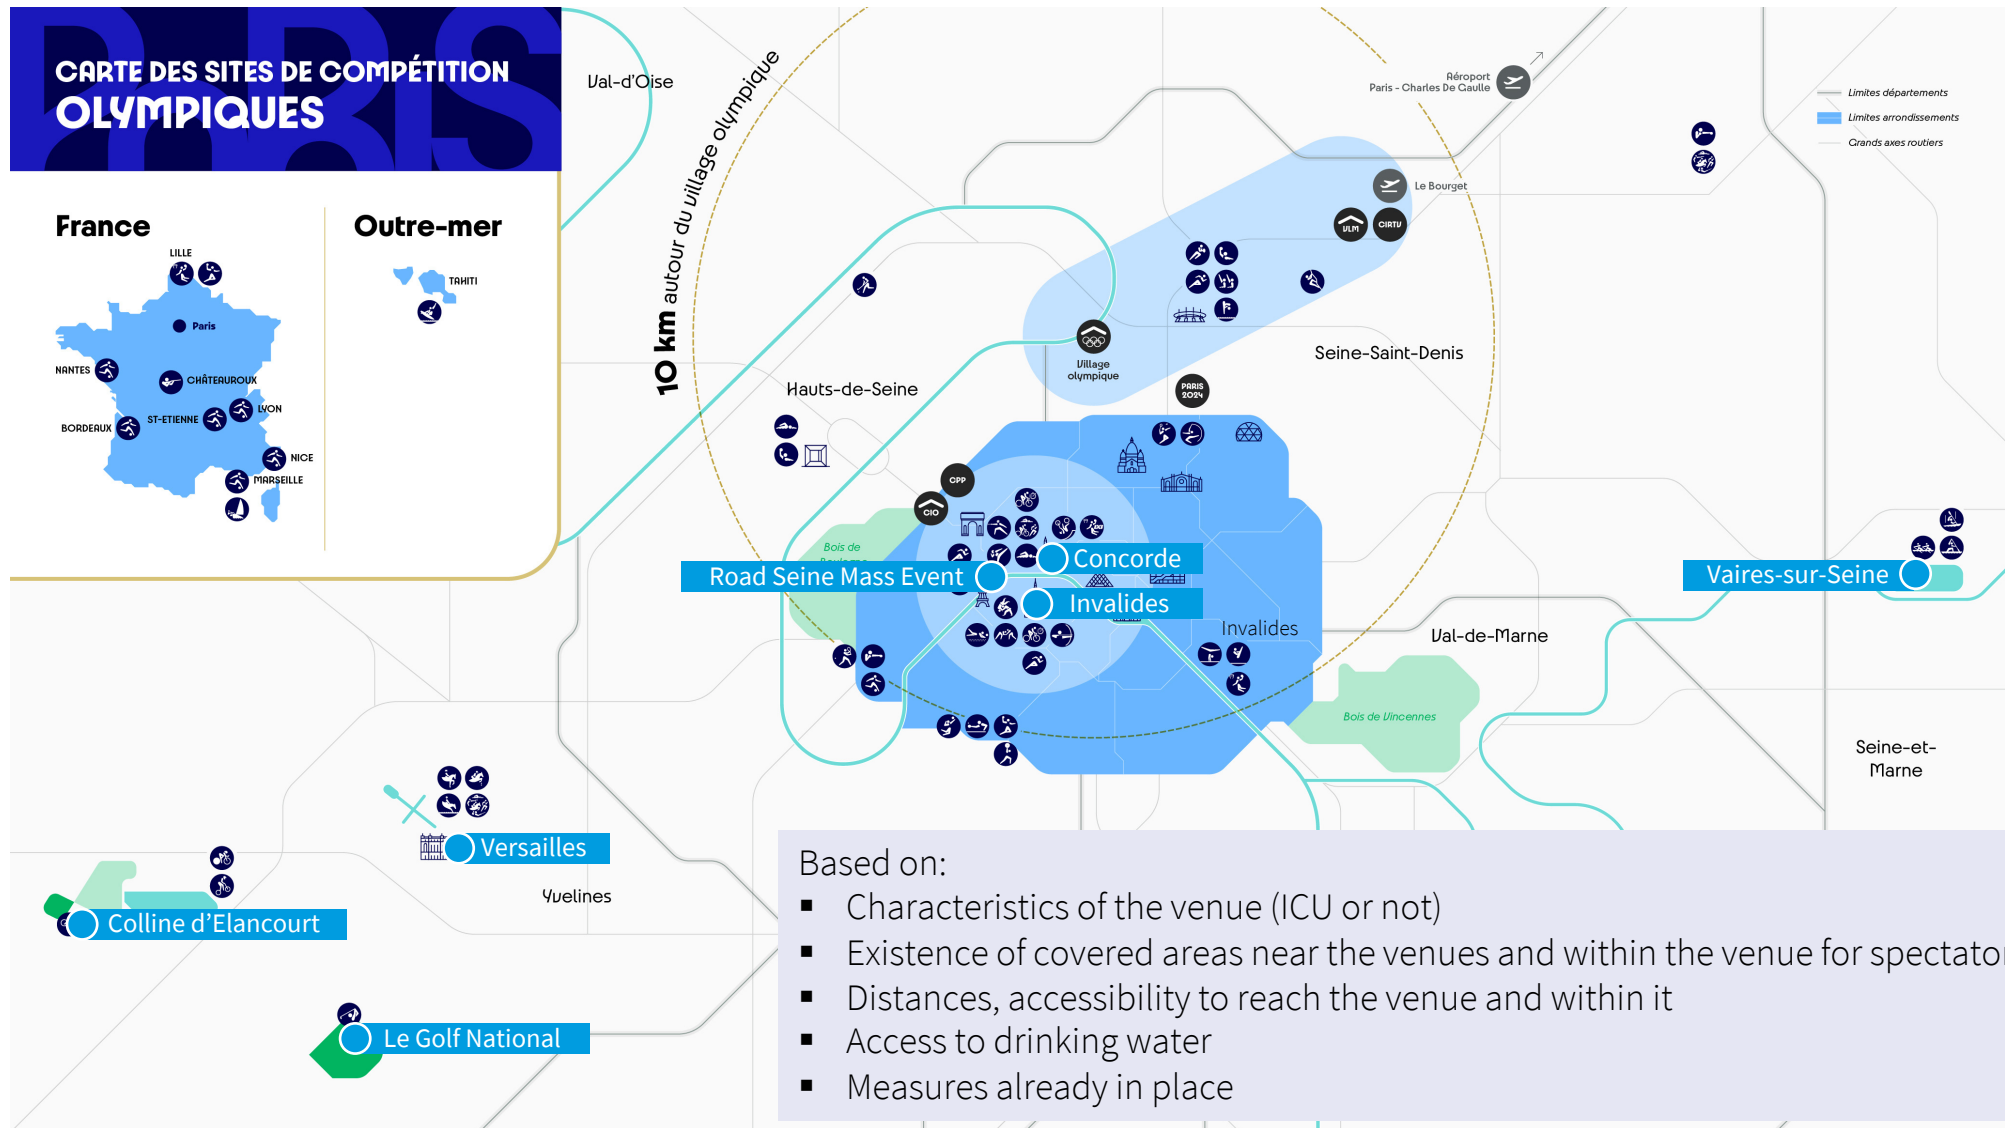 CARTE DES SITES DE COMPÉTITION
OLYMPIQUES
France
Outre-mer
LILLE
TAHITI
Paris
NANTES
CHÂTEAUROUX
LYON
ST-ETIENNE
BORDEAUX
NICE
MARSEILLE
Val-d'Oise
10 km autour du village olympique
Aéroport
Paris - Charles De Gaulle
Limites départements
Limites arrondissements
Grands axes routiers
Le Bourget
VLM
CIRTV
Village
olympique
Seine-Saint-Denis
Hauts-de-Seine
PARIS
2024
CPP
CIO
Bois de
Concorde
Road Seine Mass Event
Invalides
Vaires-sur-Seine
Invalides
Val-de-Marne
Bois de Vincennes
Seine-et-
Marne
Versailles
Yvelines
Colline d'Elancourt
Le Golf National
Based on:
▪ Characteristics of the venue (ICU or not)
▪ Existence of covered areas near the venues and within the venue for spectato
▪ Distances, accessibility to reach the venue and within it
▪ Access to drinking water
▪ Measures already in place